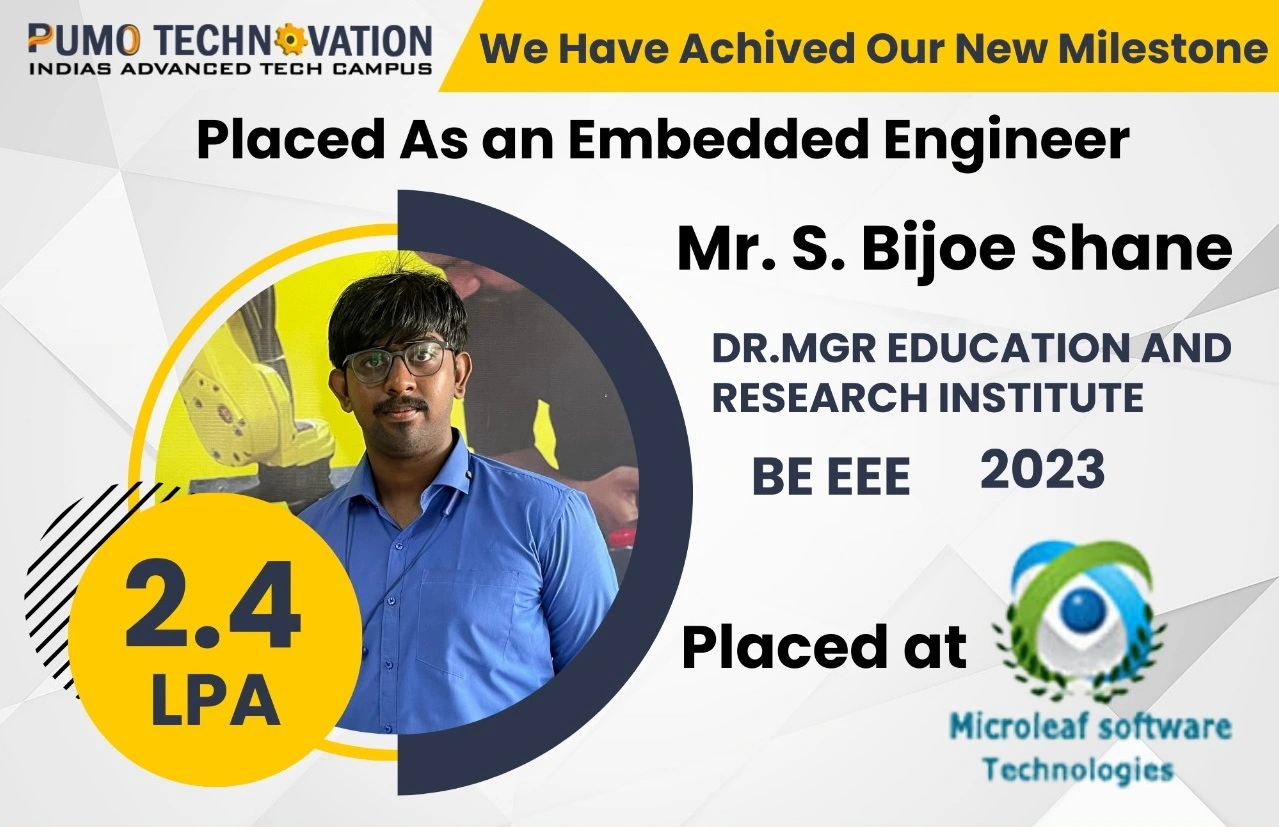 PUMO TECHNOVATION
INDIAS ADVANCED TECH CAMPUS
We Have Achived Our New Milestone
Placed As an Embedded Engineer
Mr. S. Bijoe Shane
DR.MGR EDUCATION AND
RESEARCH INSTITUTE
BE EEE 2023
2.4
LPA
Placed at
Microleaf software
Technologies